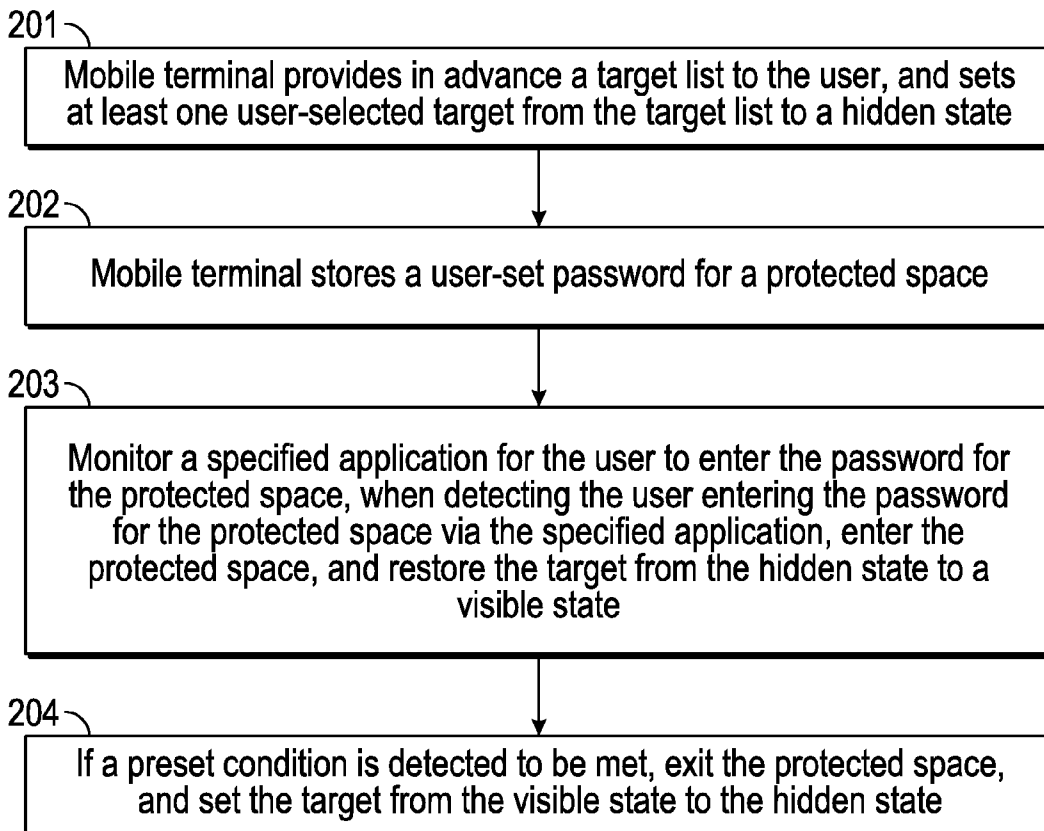 201
Mobile terminal provides in advance a target list to the user, and sets
at least one user-selected target from the target list to a hidden state
202
Mobile terminal stores a user-set password for a protected space
203
Monitor a specified application for the user to enter the password for
the protected space, when detecting the user entering the password
for the protected space via the specified application, enter the
protected space, and restore the target from the hidden state to a
visible state
204
If a preset condition is detected to be met, exit the protected space,
and set the target from the visible state to the hidden state